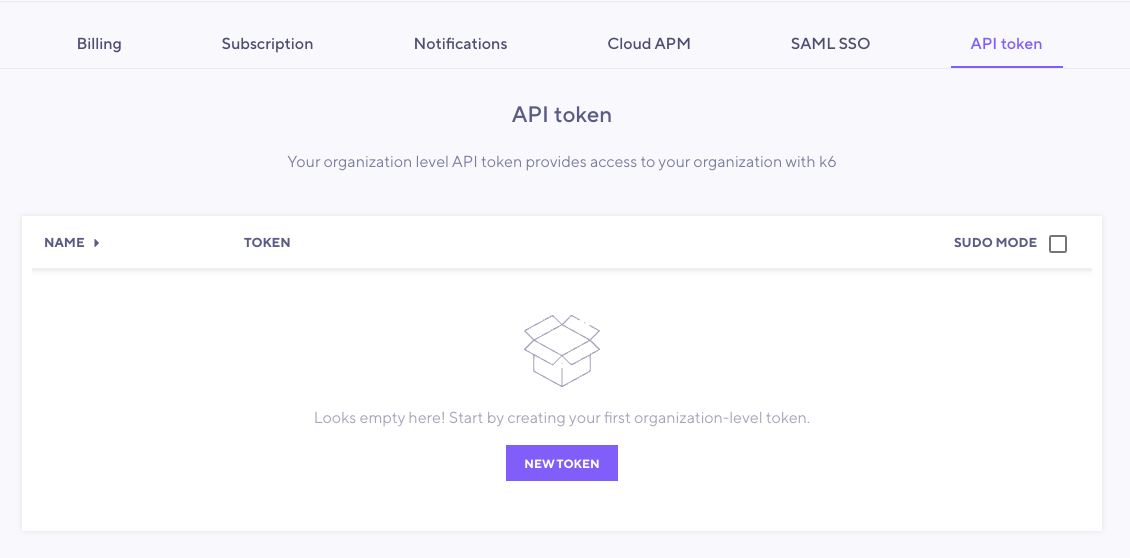 Billing Subscription Notifications Cloud APM SAML SSO API token
API token
Your organization level API token provides access to your organization with k6
NAME TOKEN SUDO MODE
Looks empty here! Start by creating your first organization-level token.
NEW TOKEN